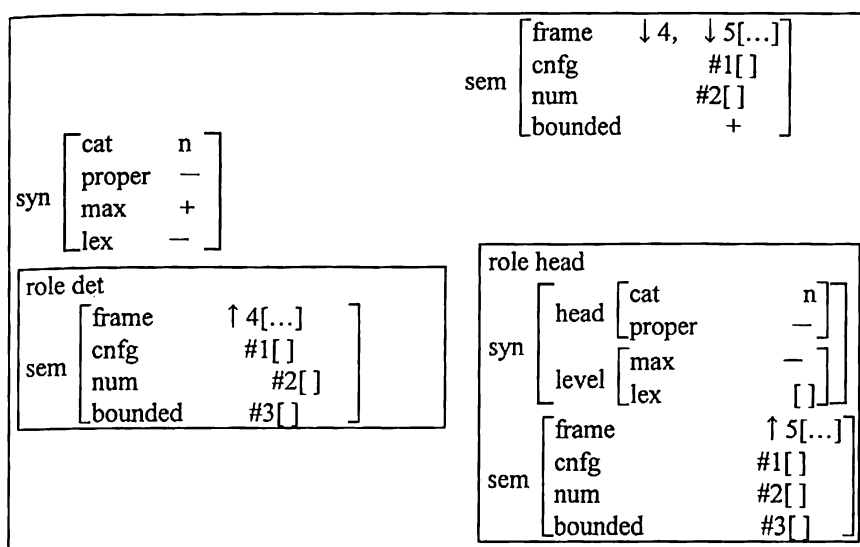 frame ↓4, ↓5[…]
cnfg #1[ ]
sem
num #2[ ]
bounded +
cat n
proper —
syn
max +
lex —
role det
frame ↑4[…]
cnfg #1[ ]
sem
num #2[ ]
bounded #3[ ]
role head
head cat n
proper —
syn
level max —
lex [ ]
frame ↑5[…]
cnfg #1[ ]
sem
num #2[ ]
bounded #3[ ]